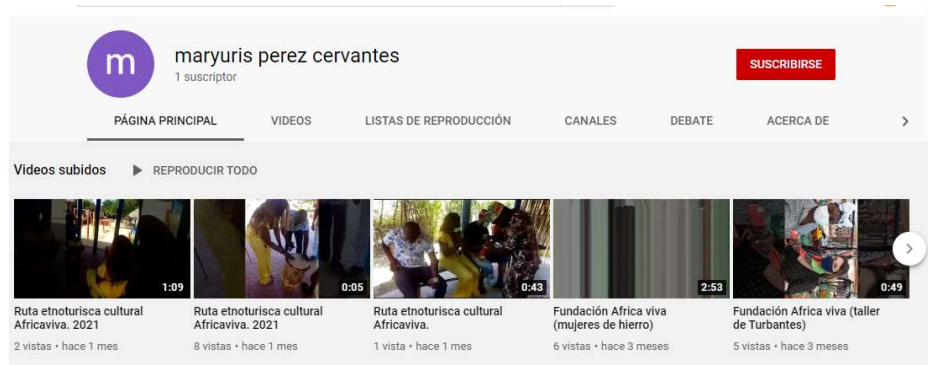 m
maryuris perez cervantes
1 suscriptor
SUSCRIBIRSE
PÁGINA PRINCIPAL VIDEOS LISTAS DE REPRODUCCIÓN CANALES DEBATE ACERCA DE
Videos subidos REPRODUCIR TODO
1:09 0:05 0:43 2:53 0:49
Ruta etnoturisca cultural
Africaviva. 2021
2 vistas • hace 1 mes
Ruta etnoturisca cultural
Africaviva. 2021
8 vistas • hace 1 mes
Ruta etnoturisca cultural
Africaviva.
1 vista • hace 1 mes
Fundación Africa viva
(mujeres de hierro)
6 vistas • hace 3 meses
Fundación Africa viva (taller
de Turbantes)
5 vistas • hace 3 meses